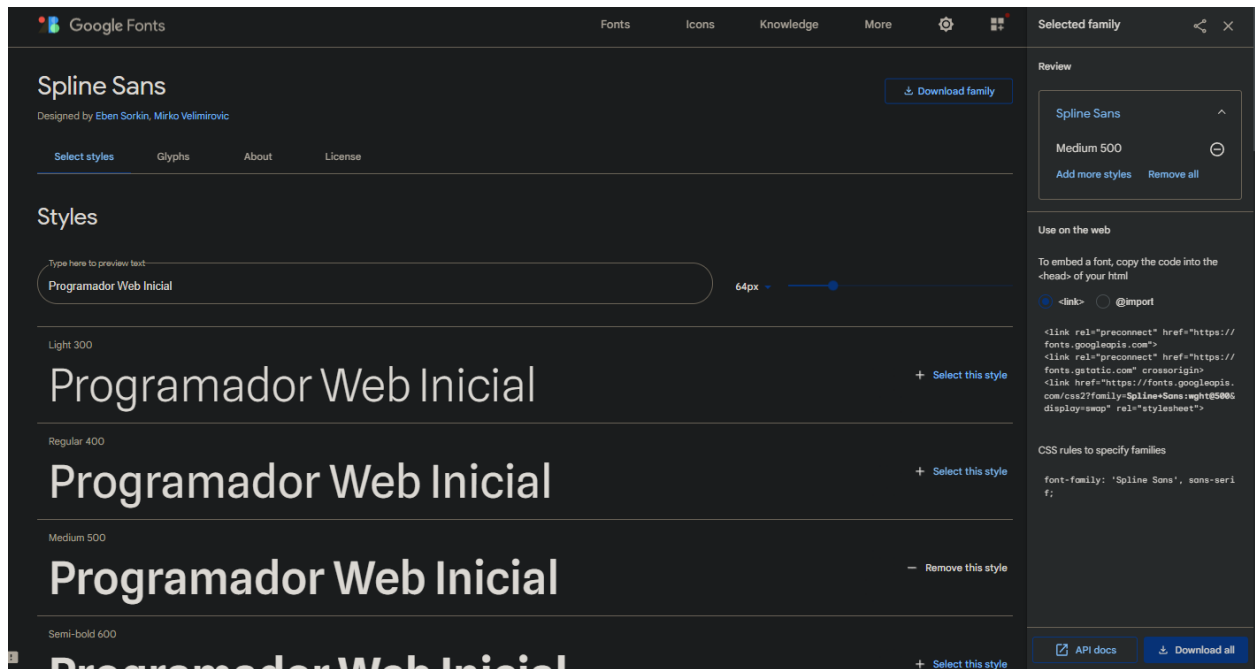 Google Fonts
Fonts
Icons
Knowledge
More
Spline Sans
Download family
Designed by Eben Sorkin, Mirko Velimirovic
Select styles
Glyphs
About
License
Styles
Type here to preview text
Programador Web Inicial
64px
Light 300
Programador Web Inicial
+ Select this style
Regular 400
Programador Web Inicial
+ Select this style
Medium 500
Programador Web Inicial
— Remove this style
Semi-bold 600
Programador Web Inicial
+ Select this style
Selected family
Review
Spline Sans
Medium 500
Add more styles
Remove all
Use on the web
To embed a font, copy the code into the
<head> of your html
<link>
@import
<link rel="preconnect" href="https://
fonts.googleapis.com">
<link rel="preconnect" href="https://
fonts.gstatic.com" crossorigin>
<link href="https://fonts.googleapis.
com/css2?family=Spline+Sans:wght@500&
display=swap" rel="stylesheet">
CSS rules to specify families
font-family: 'Spline Sans', sans-seri
f;
API docs
Download all